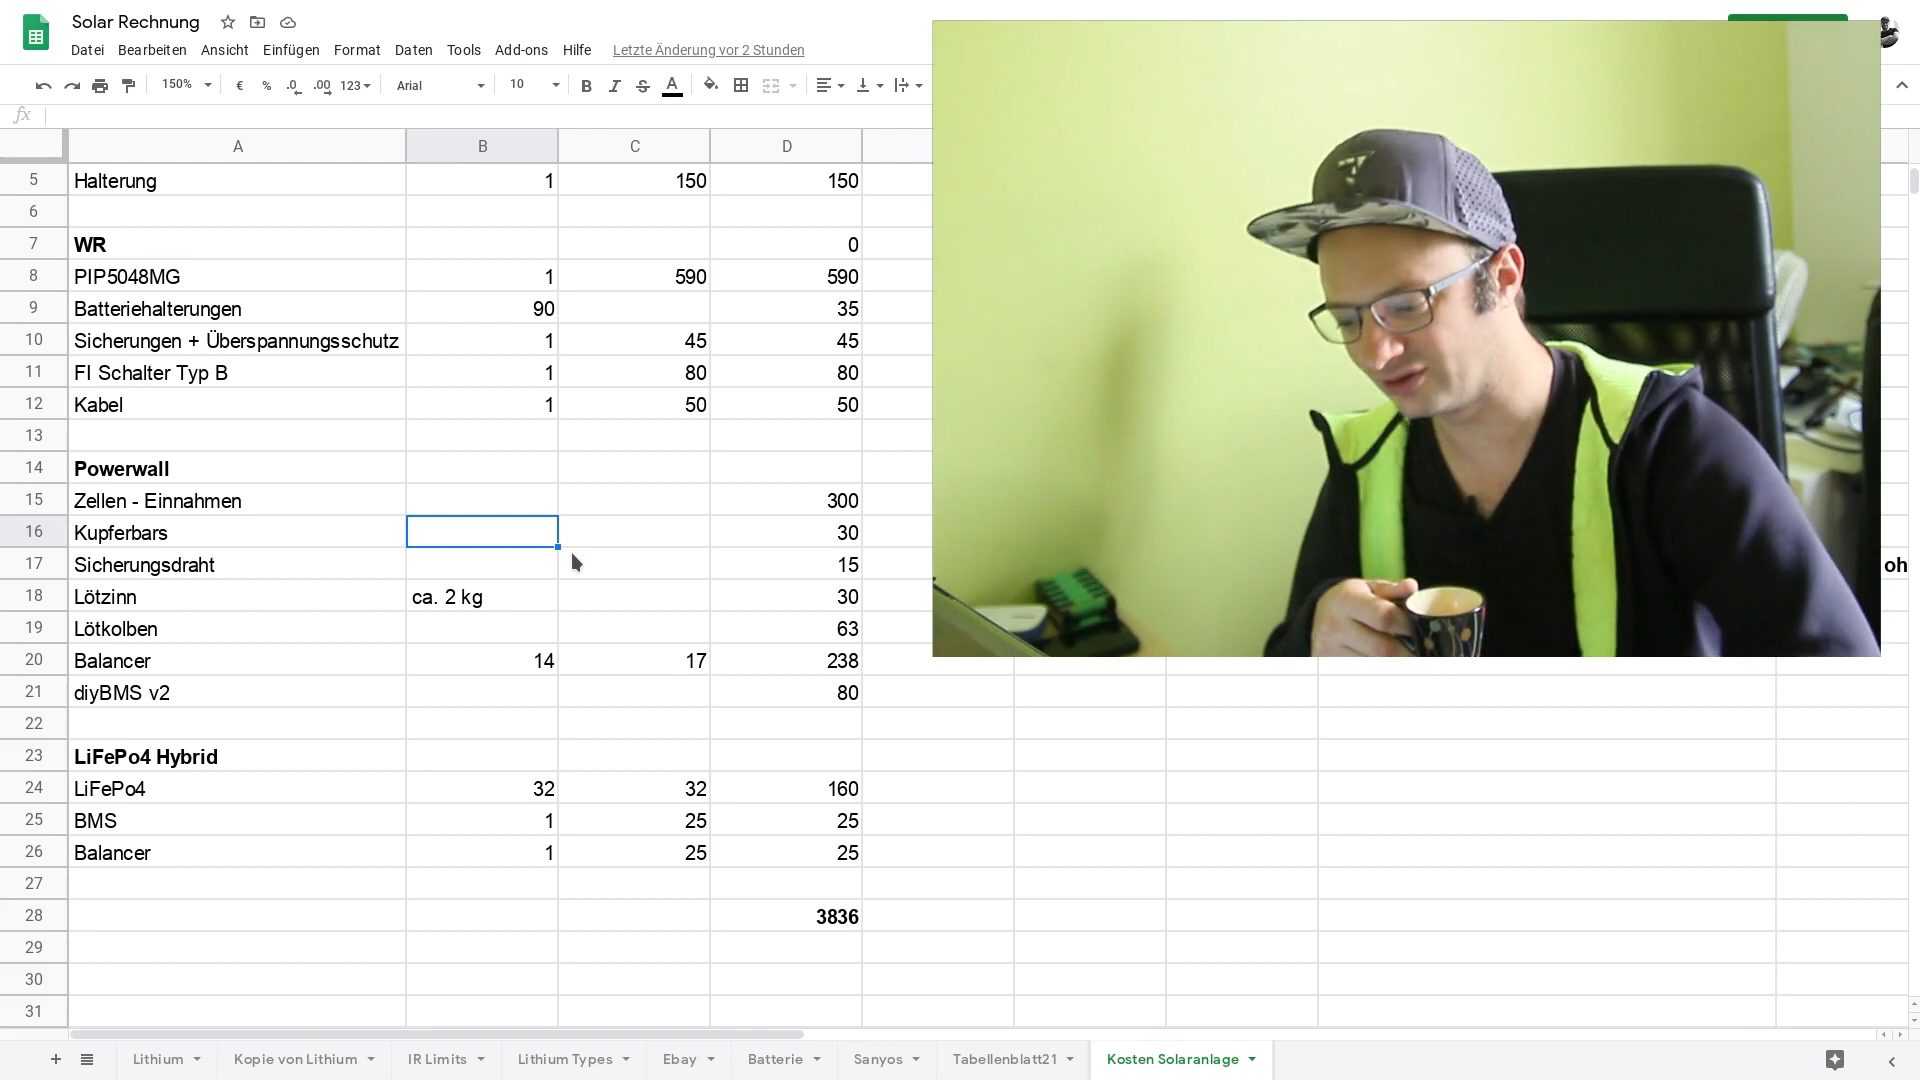 Solar Rechnung
Datei Bearbeiten Ansicht Einfügen Format Daten Tools Add-ons Hilfe Letzte Änderung vor 2 Stunden
150% € % .0 .00 123 Arial 10 B I S A
fx
A B C D
5 Halterung 1 150 150
6
7 WR 0
8 PIP5048MG 1 590 590
9 Batteriehalterungen 90 35
10 Sicherungen + Überspannungsschutz 1 45 45
11 FI Schalter Typ B 1 80 80
12 Kabel 1 50 50
13
14 Powerwall
15 Zellen - Einnahmen 300
16 Kupferbars 30
17 Sicherungsdraht 15 oh
18 Lötzinn ca. 2 kg 30
19 Lötkolben 63
20 Balancer 14 17 238
21 diyBMS v2 80
22
23 LiFePo4 Hybrid
24 LiFePo4 32 32 160
25 BMS 1 25 25
26 Balancer 1 25 25
27
28 3836
29
30
31
+ Lithium Kopie von Lithium IR Limits Lithium Types Ebay Batterie Sanyos Tabellenblatt21 Kosten Solaranlage